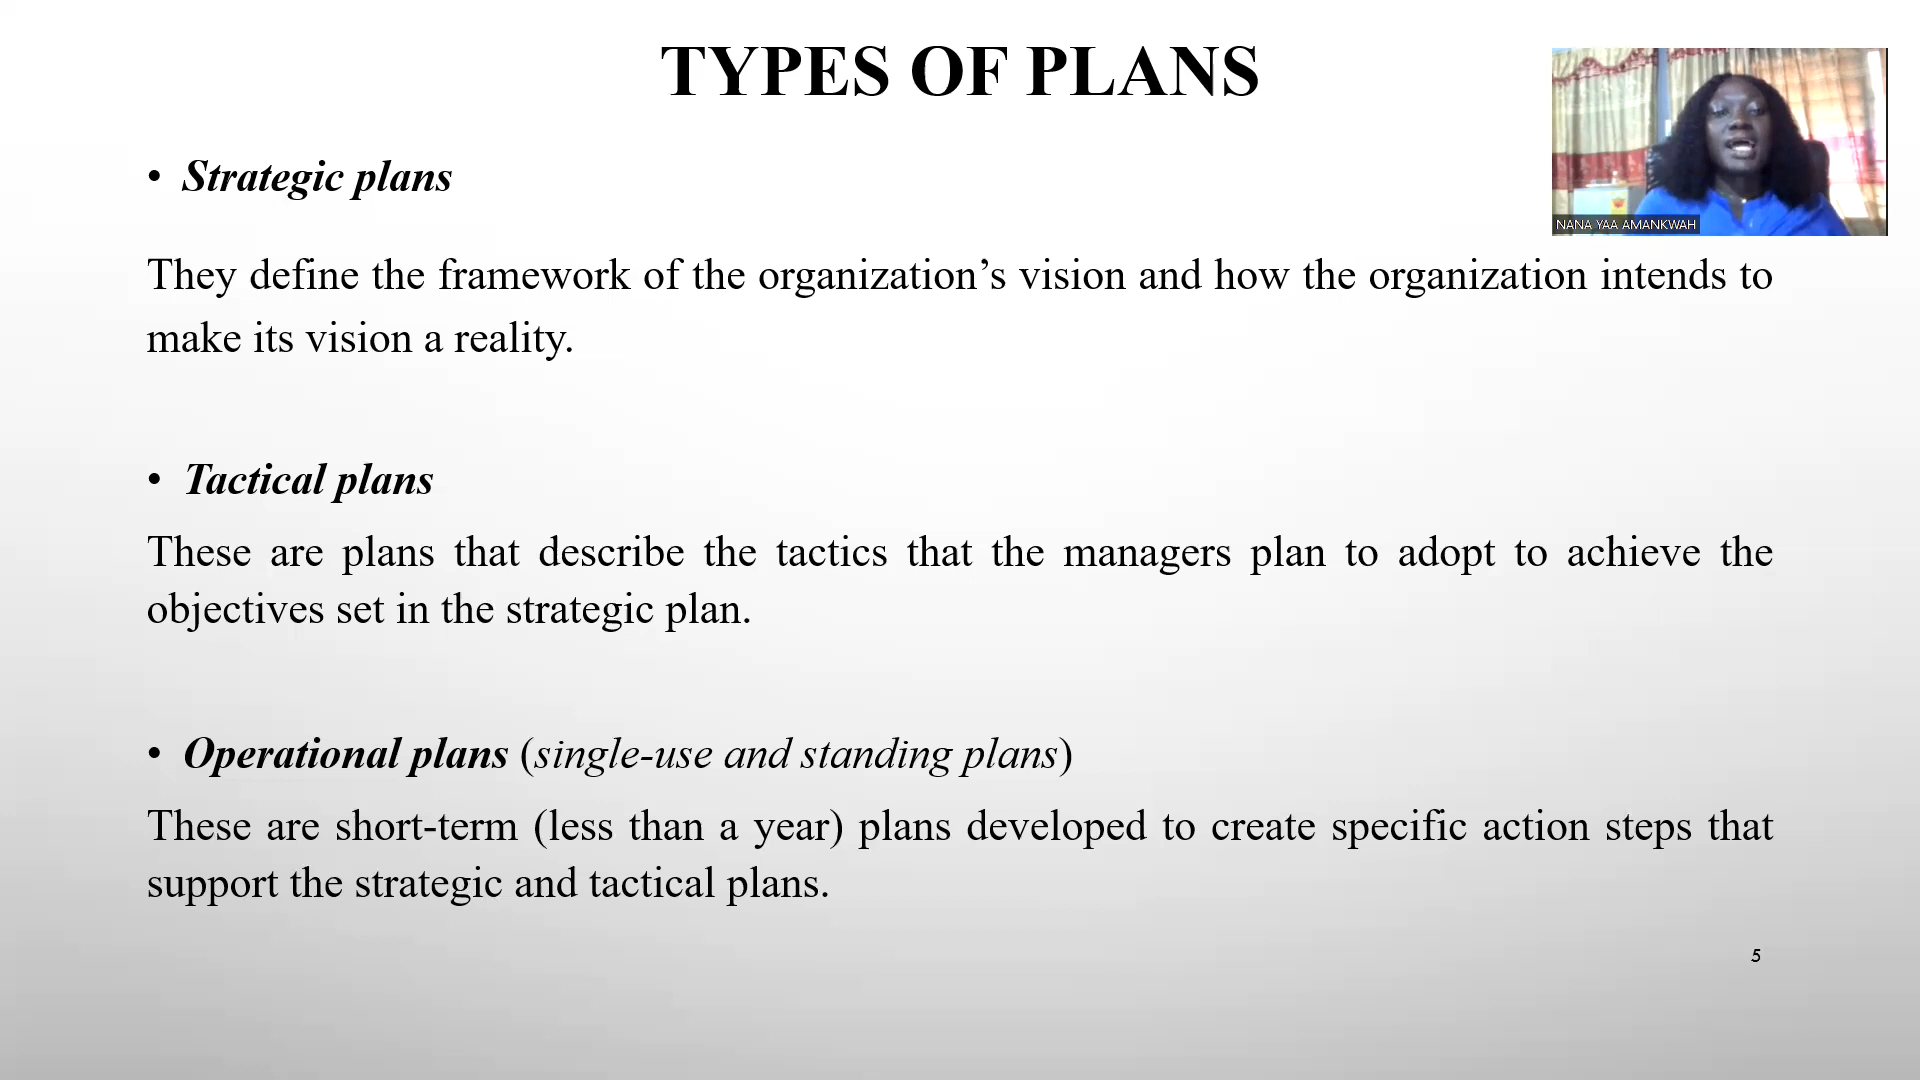 TYPES OF PLANS
NANA YAA AMANKWAH
• Strategic plans
They define the framework of the organization’s vision and how the organization intends to
make its vision a reality.
• Tactical plans
These are plans that describe the tactics that the managers plan to adopt to achieve the
objectives set in the strategic plan.
• Operational plans (single-use and standing plans)
These are short-term (less than a year) plans developed to create specific action steps that
support the strategic and tactical plans.
5